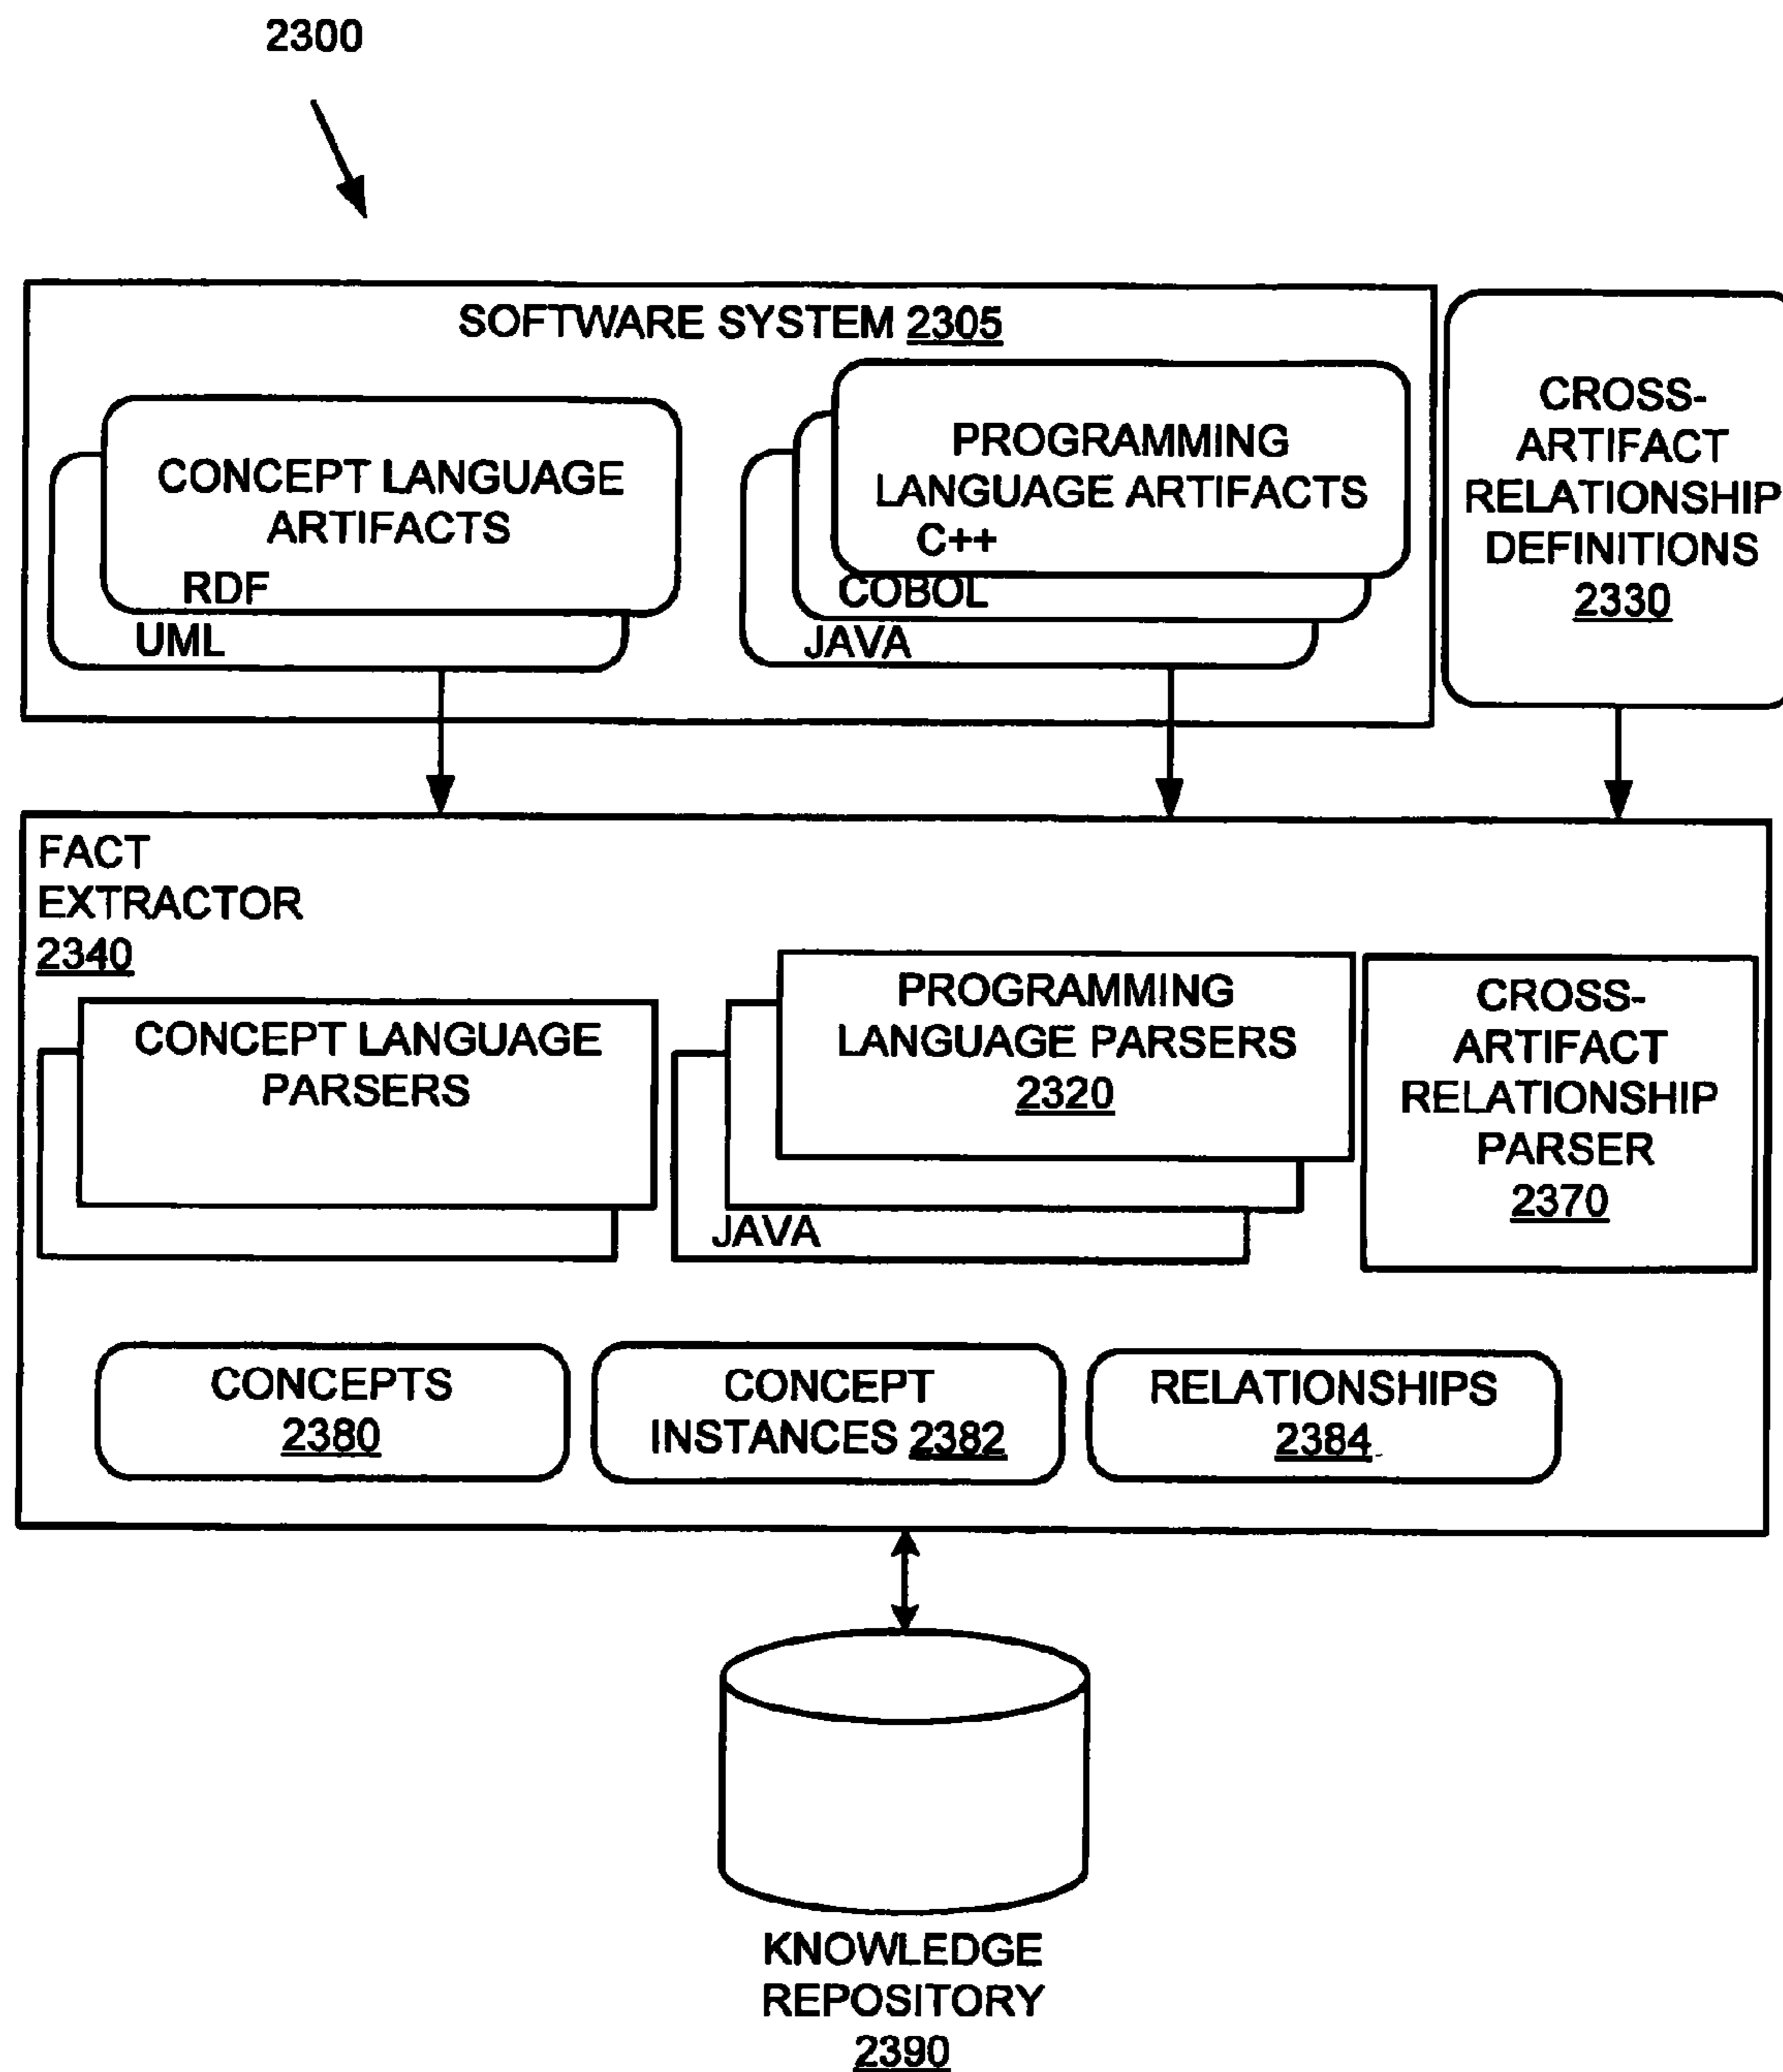 2300
SOFTWARE SYSTEM 2305
CONCEPT LANGUAGE
ARTIFACTS
RDF
UML
PROGRAMMING
LANGUAGE ARTIFACTS
C++
COBOL
JAVA
CROSS-
ARTIFACT
RELATIONSHIP
DEFINITIONS
2330
FACT
EXTRACTOR
2340
CONCEPT LANGUAGE
PARSERS
PROGRAMMING
LANGUAGE PARSERS
2320
JAVA
CROSS-
ARTIFACT
RELATIONSHIP
PARSER
2370
CONCEPTS
2380
CONCEPT
INSTANCES 2382
RELATIONSHIPS
2384
KNOWLEDGE
REPOSITORY
2390